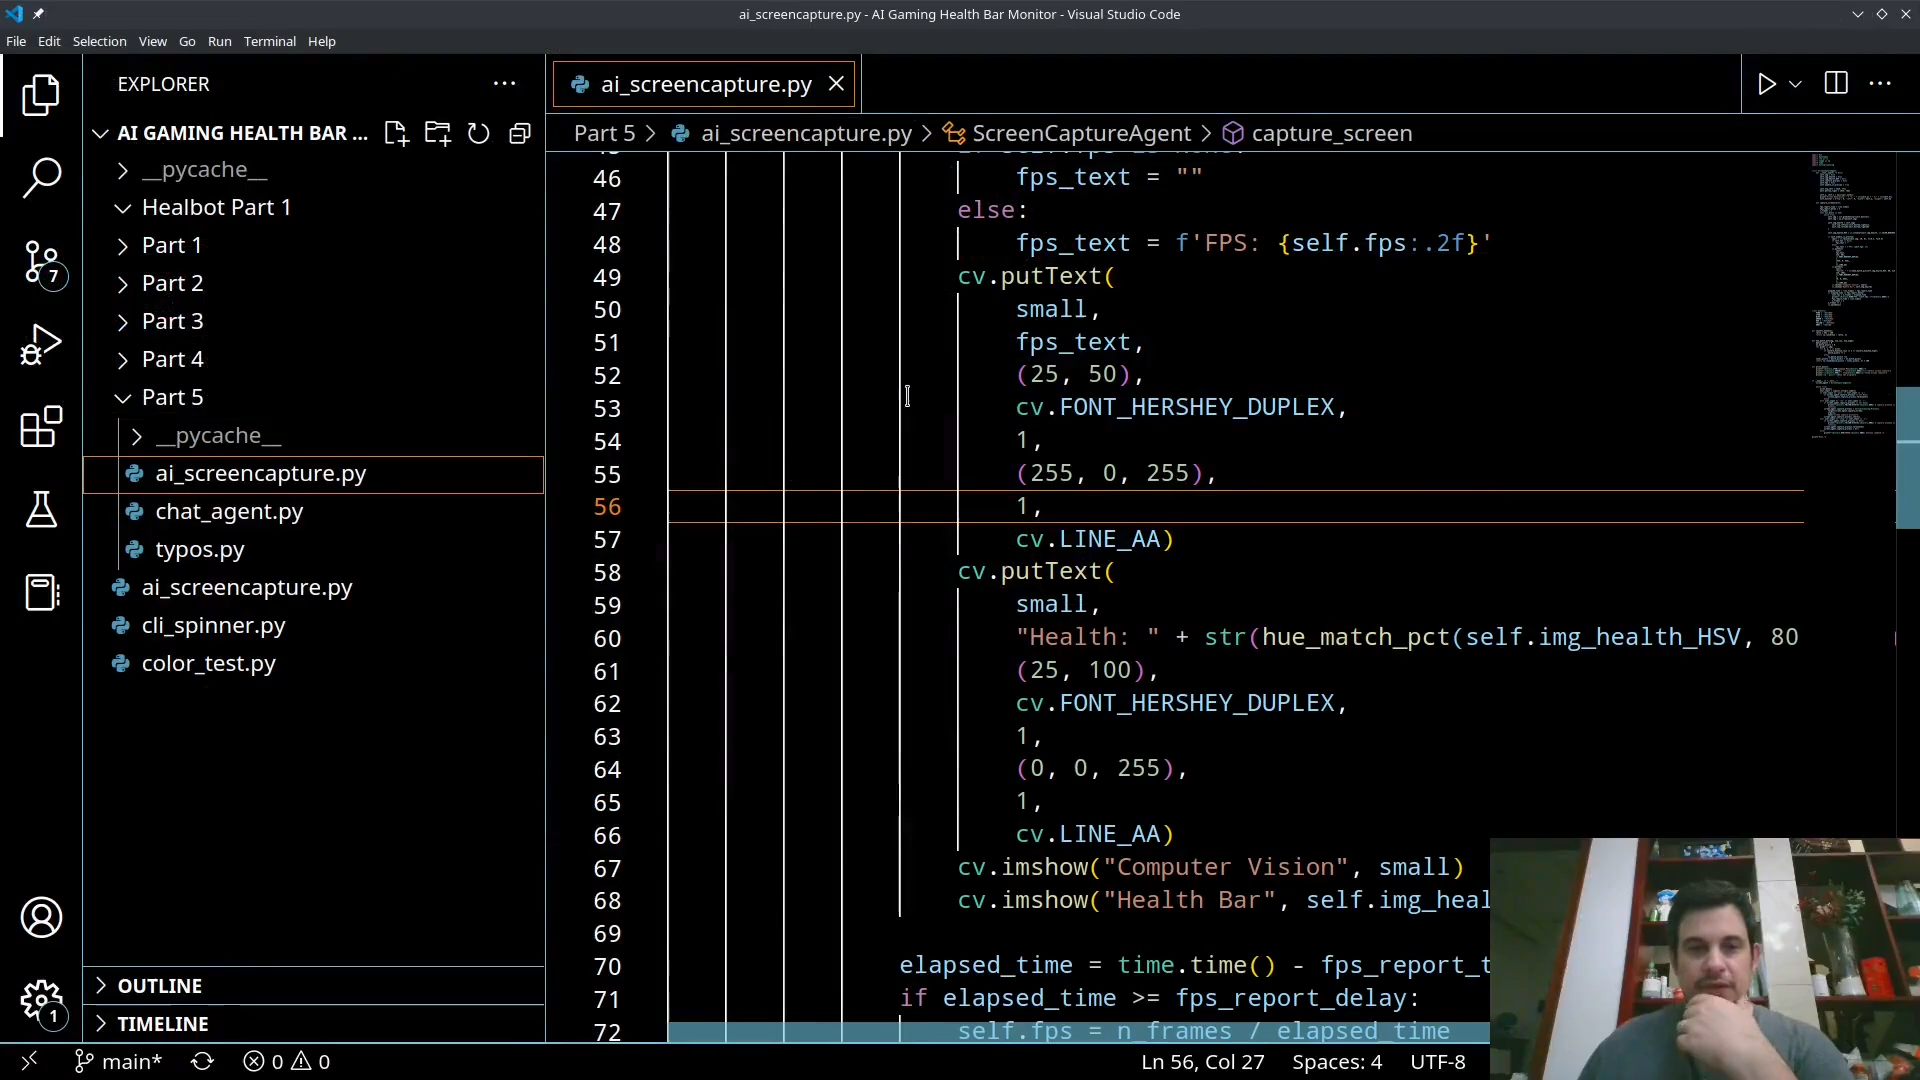 ai_screencapture.py - AI Gaming Health Bar Monitor - Visual Studio Code
File Edit Selection View Go Run Terminal Help
EXPLORER
AI GAMING HEALTH BAR ...
__pycache__
Healbot Part 1
Part 1
Part 2
Part 3
Part 4
Part 5
__pycache__
ai_screencapture.py
chat_agent.py
typos.py
ai_screencapture.py
cli_spinner.py
color_test.py
OUTLINE
TIMELINE
7
1
ai_screencapture.py
Part 5 > ai_screencapture.py > ScreenCaptureAgent > capture_screen
46 fps_text = ""
47 else:
48 fps_text = f'FPS: {self.fps:.2f}'
49 cv.putText(
50 small,
51 fps_text,
52 (25, 50),
53 cv.FONT_HERSHEY_DUPLEX,
54 1,
55 (255, 0, 255),
56 1,
57 cv.LINE_AA)
58 cv.putText(
59 small,
60 "Health: " + str(hue_match_pct(self.img_health_HSV, 80
61 (25, 100),
62 cv.FONT_HERSHEY_DUPLEX,
63 1,
64 (0, 0, 255),
65 1,
66 cv.LINE_AA)
67 cv.imshow("Computer Vision", small)
68 cv.imshow("Health Bar", self.img_heal
69
70 elapsed_time = time.time() - fps_report_t
71 if elapsed_time >= fps_report_delay:
72 self.fps = n_frames / elapsed_time
main* 0 0 Ln 56, Col 27 Spaces: 4 UTF-8